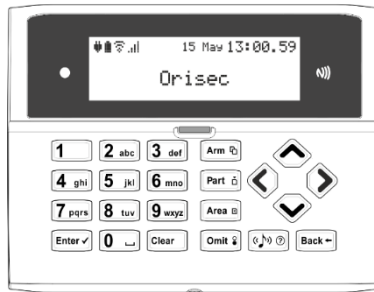 15 May 13:00.59
Orisec
1 2 abc 3 def Arm
4 ghi 5 jkl 6 mno Part
7 pqrs 8 tuv 9 wxyz Area
Enter 0 Clear Omit ? Back